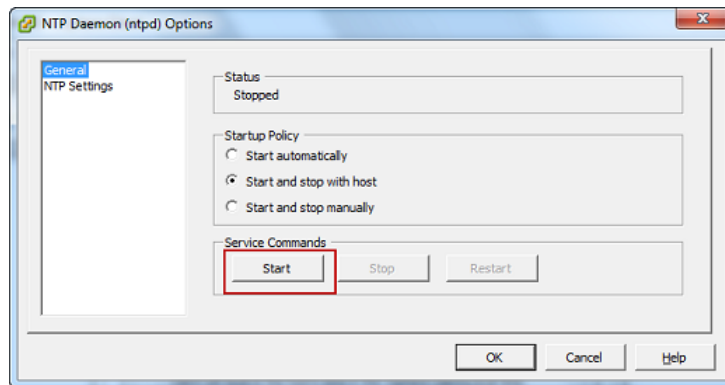 NTP Daemon (ntpd) Options
General
NTP Settings
Status
Stopped
Startup Policy
Start automatically
Start and stop with host
Start and stop manually
Service Commands
Start
Stop
Restart
OK
Cancel
Help